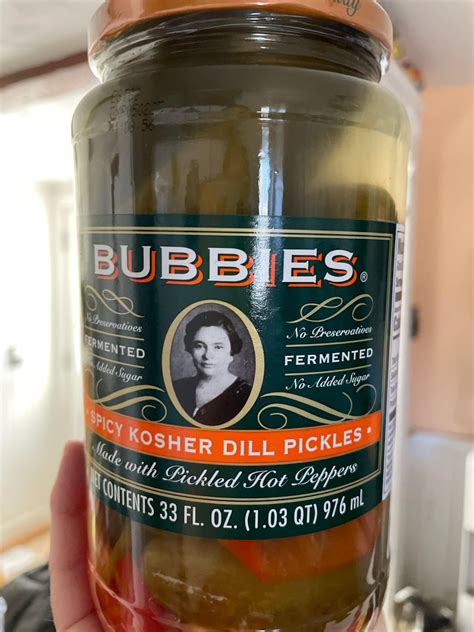 BUBBIES®
No Preservatives
FERMENTED
No Added Sugar
No Preservatives
FERMENTED
No Added Sugar
• SPICY KOSHER DILL PICKLES •
Made with Pickled Hot Peppers
NET CONTENTS 33 FL. OZ. (1.03 QT) 976 mL